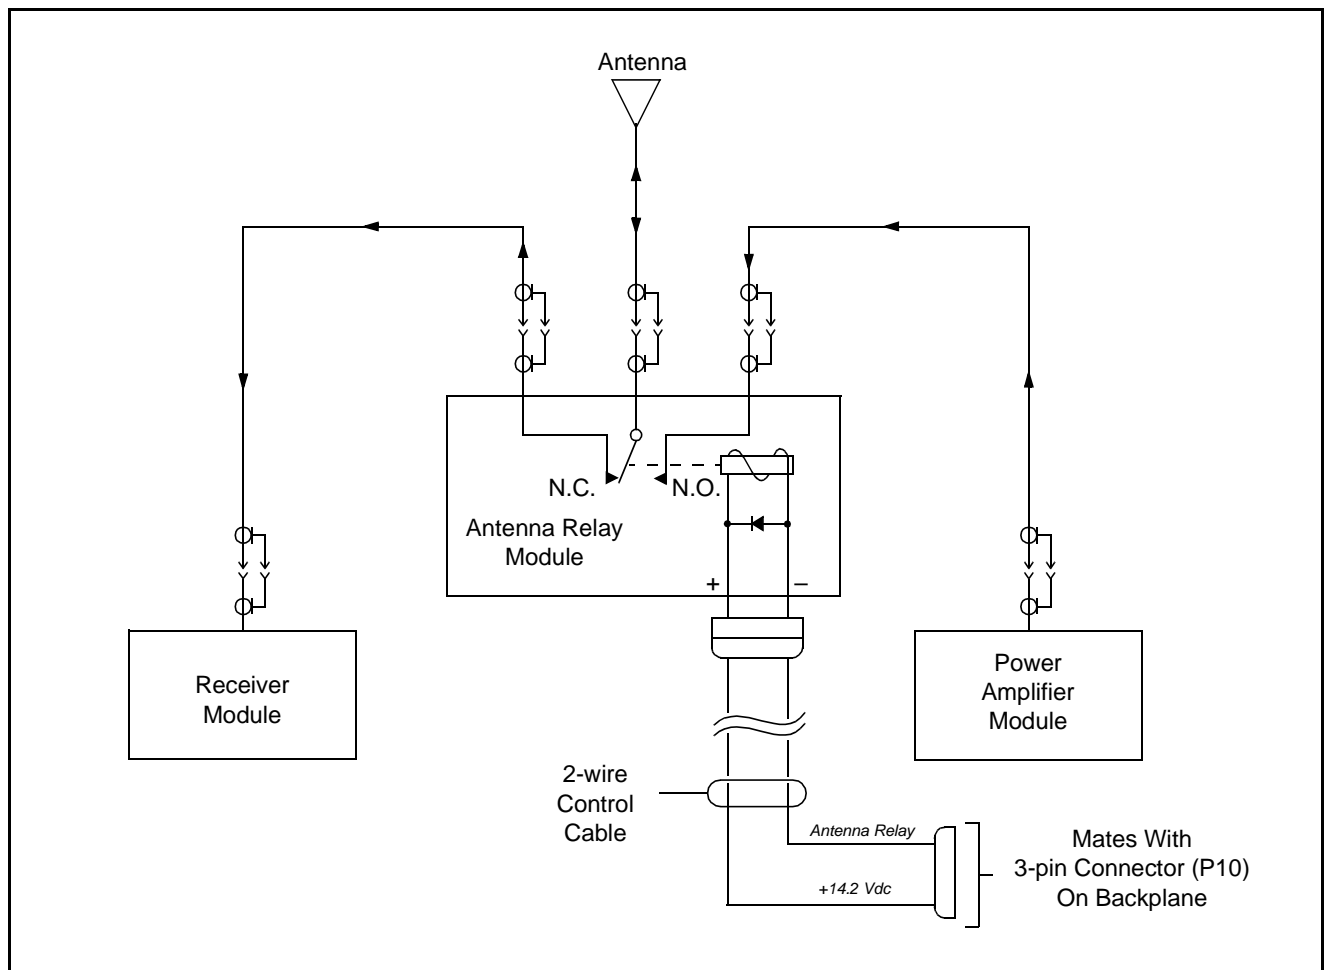 Antenna
N.C.
N.O.
Antenna Relay
Module
+
–
Receiver
Module
Power
Amplifier
Module
2-wire
Control
Cable
Antenna Relay
+14.2 Vdc
Mates With
3-pin Connector (P10)
On Backplane